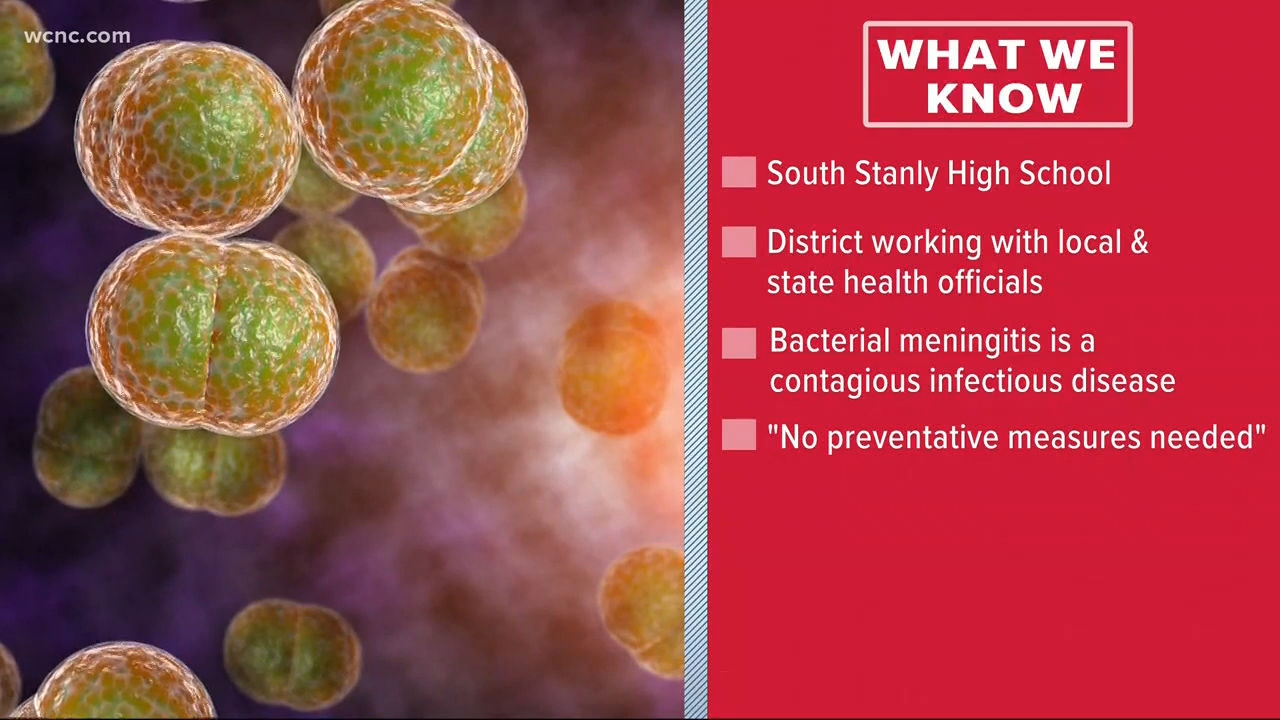 wcnc.com
WHAT WE
KNOW
South Stanly High School
District working with local &
state health officials
Bacterial meningitis is a
contagious infectious disease
"No preventative measures needed"